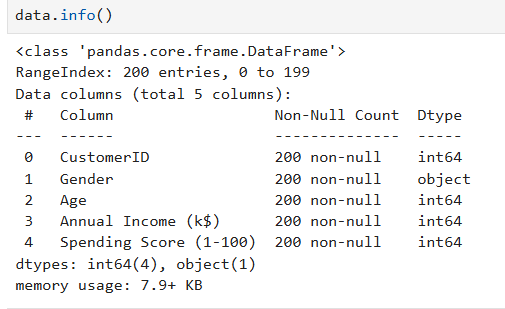 data.info()
<class 'pandas.core.frame.DataFrame'>
RangeIndex: 200 entries, 0 to 199
Data columns (total 5 columns):
 #   Column                  Non-Null Count  Dtype
---  ------                  --------------  -----
 0   CustomerID              200 non-null    int64
 1   Gender                  200 non-null    object
 2   Age                     200 non-null    int64
 3   Annual Income (k$)      200 non-null    int64
 4   Spending Score (1-100)  200 non-null    int64
dtypes: int64(4), object(1)
memory usage: 7.9+ KB